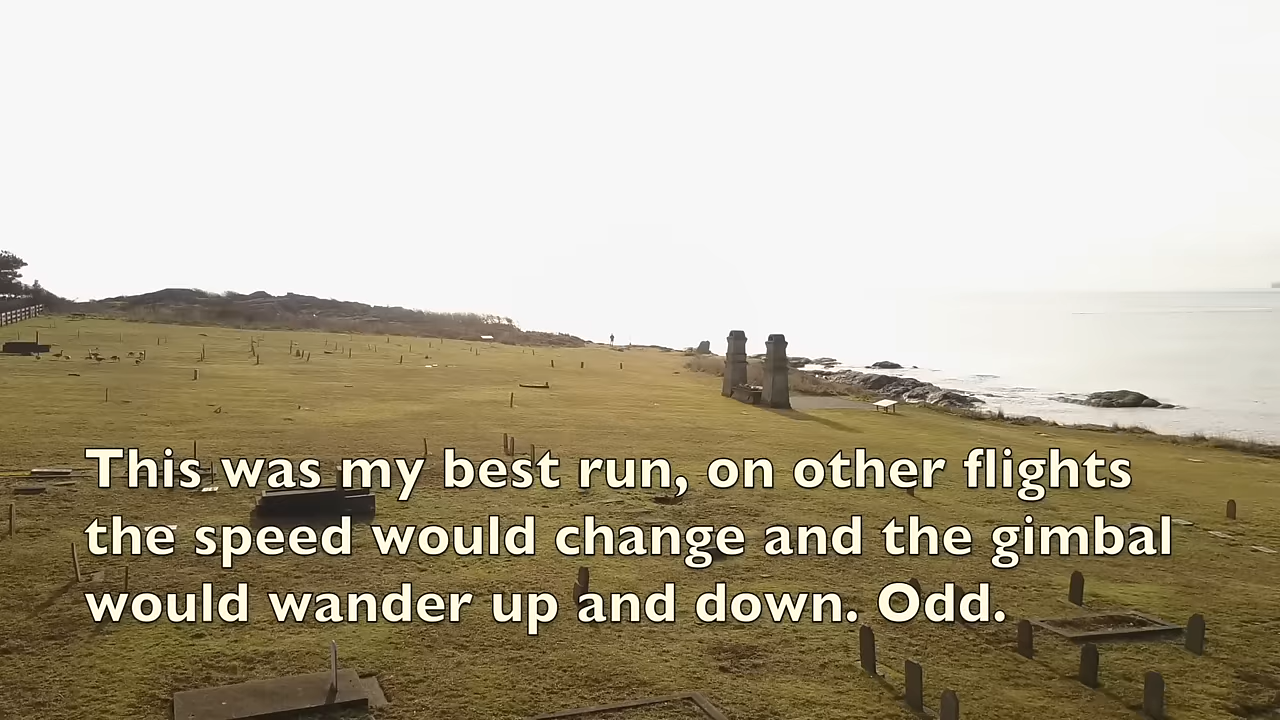 This was my best run, on other flights
the speed would change and the gimbal
would wander up and down. Odd.